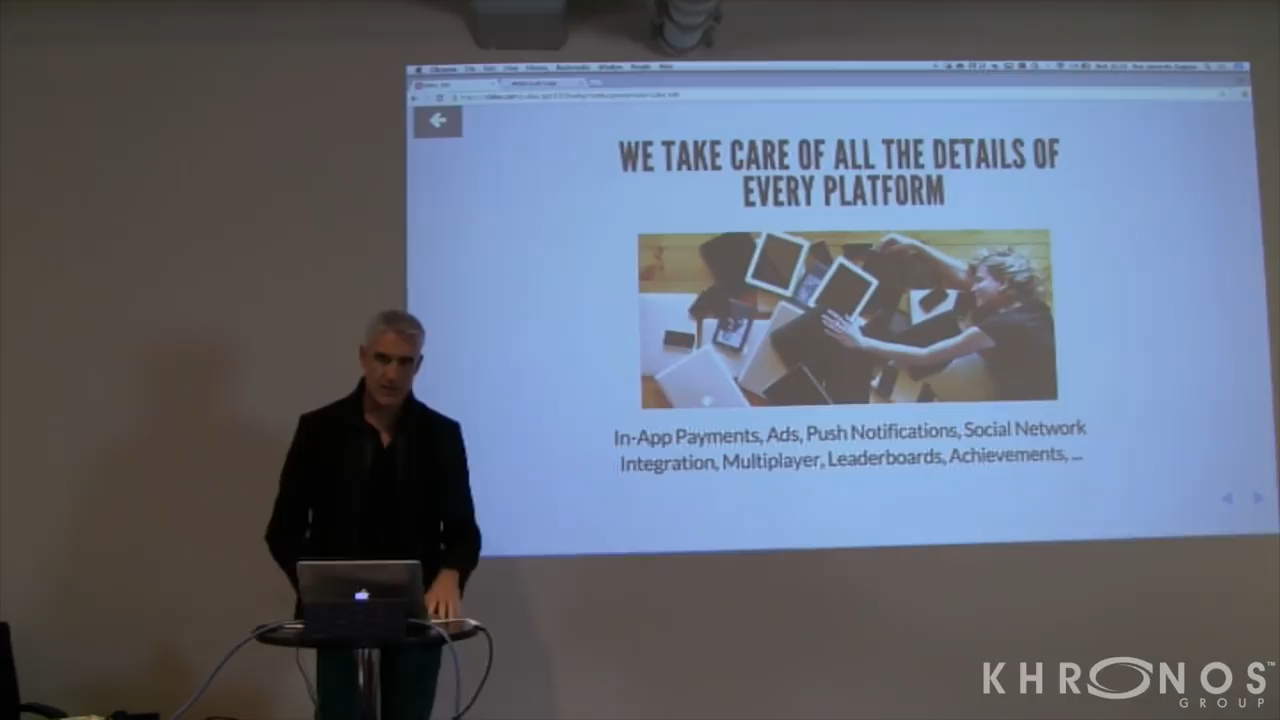 WE TAKE CARE OF ALL THE DETAILS OF
EVERY PLATFORM
In-App Payments, Ads, Push Notifications, Social Network
Integration, Multiplayer, Leaderboards, Achievements, ...
KHRONOS™
GROUP